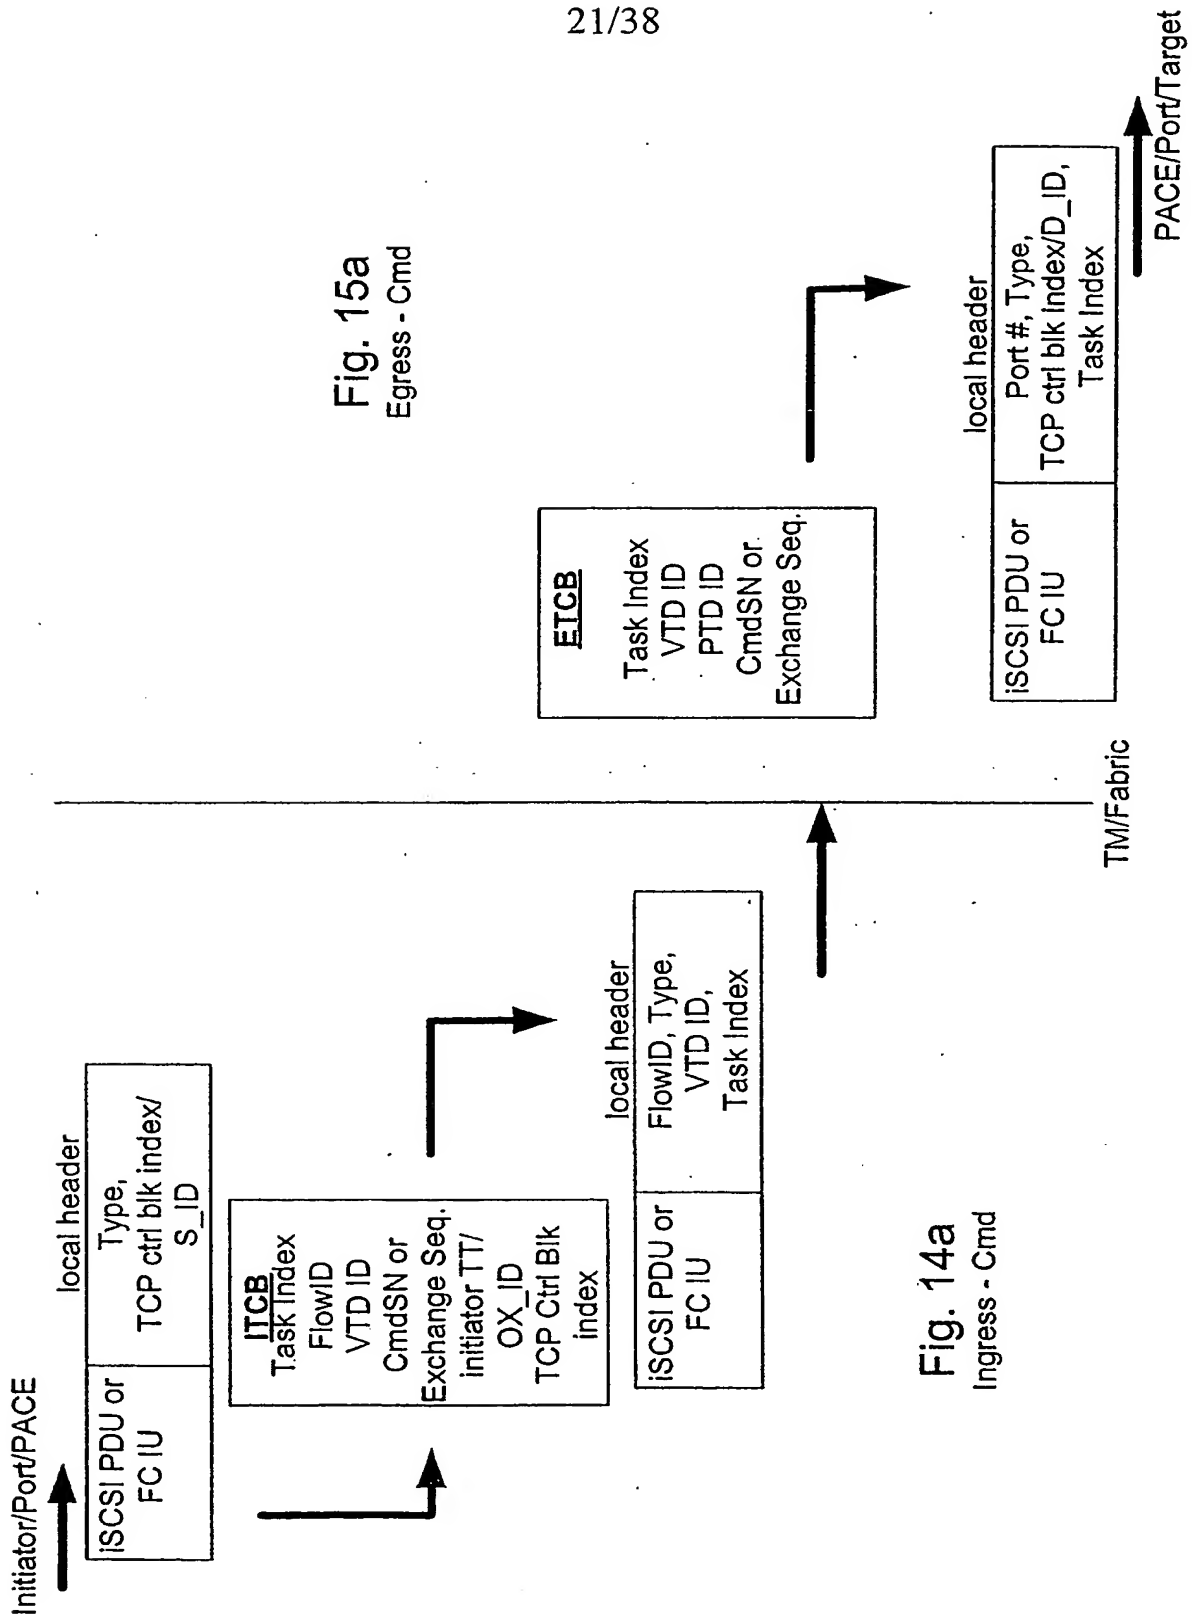 21/38
Initiator/Port/PACE
local header
iSCSI PDU or
FC IU
Type,
TCP ctrl blk index/
S_ID
ITCB
Task Index
FlowID
VTD ID
CmdSN or
Exchange Seq.
initiator TT/
OX_ID
TCP Ctrl Blk
index
local header
iSCSI PDU or
FC IU
FlowID, Type,
VTD ID,
Task Index
Fig. 14a
Ingress - Cmd
TM/Fabric
Fig. 15a
Egress - Cmd
ETCB
Task Index
VTD ID
PTD ID
CmdSN or
Exchange Seq.
local header
iSCSI PDU or
FC IU
Port #, Type,
TCP ctrl blk index/D_ID,
Task Index
PACE/Port/Target